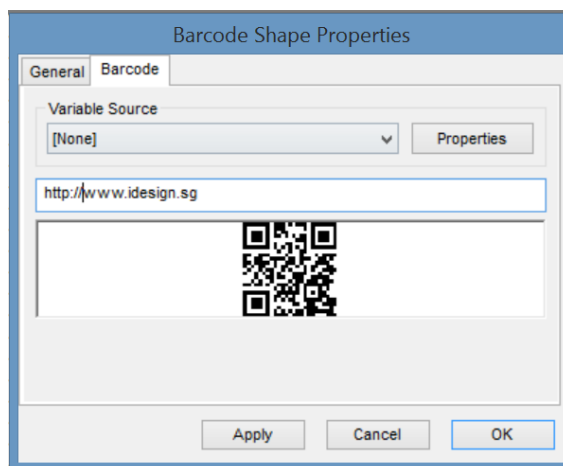 Barcode Shape Properties
General
Barcode
Variable Source
[None]
Properties
http://www.idesign.sg
Apply
Cancel
OK